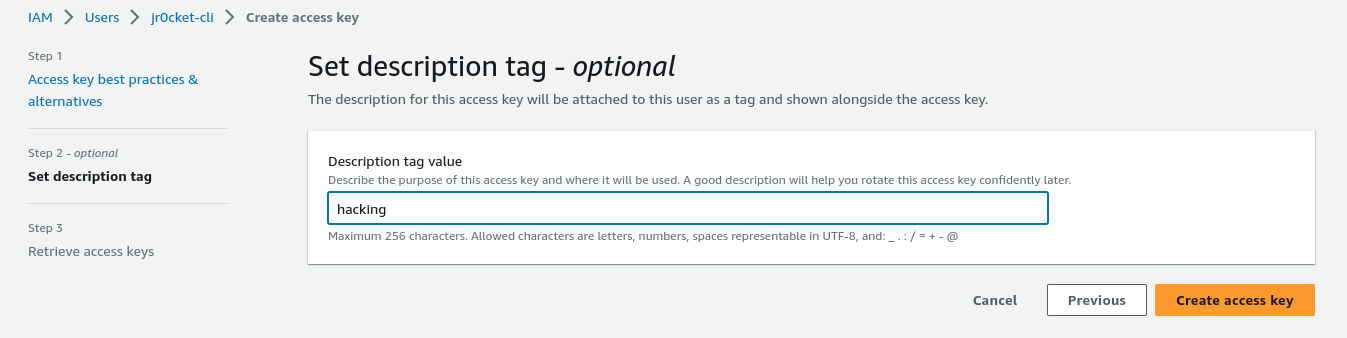 IAM > Users > jr0cket-cli > Create access key
Step 1
Access key best practices &
alternatives
Step 2 - optional
Set description tag
Step 3
Retrieve access keys
Set description tag - optional
The description for this access key will be attached to this user as a tag and shown alongside the access key.
Description tag value
Describe the purpose of this access key and where it will be used. A good description will help you rotate this access key confidently later.
hacking
Maximum 256 characters. Allowed characters are letters, numbers, spaces representable in UTF-8, and: _ . : / = + - @
Cancel Previous Create access key